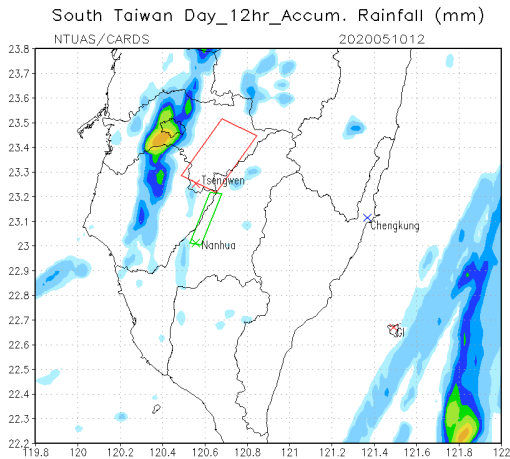 South Taiwan Day_12hr_Accum. Rainfall (mm)
NTUAS/CARDS 2020051012
23.8
23.7
23.6
23.5
23.4
23.3
Tsengwen
23.2
Chengkung
23.1
Nanhua
23
22.9
22.8
22.7
GI
22.6
22.5
22.4
22.3
22.2
119.8 120 120.2 120.4 120.6 120.8 121 121.2 121.4 121.6 121.8 122